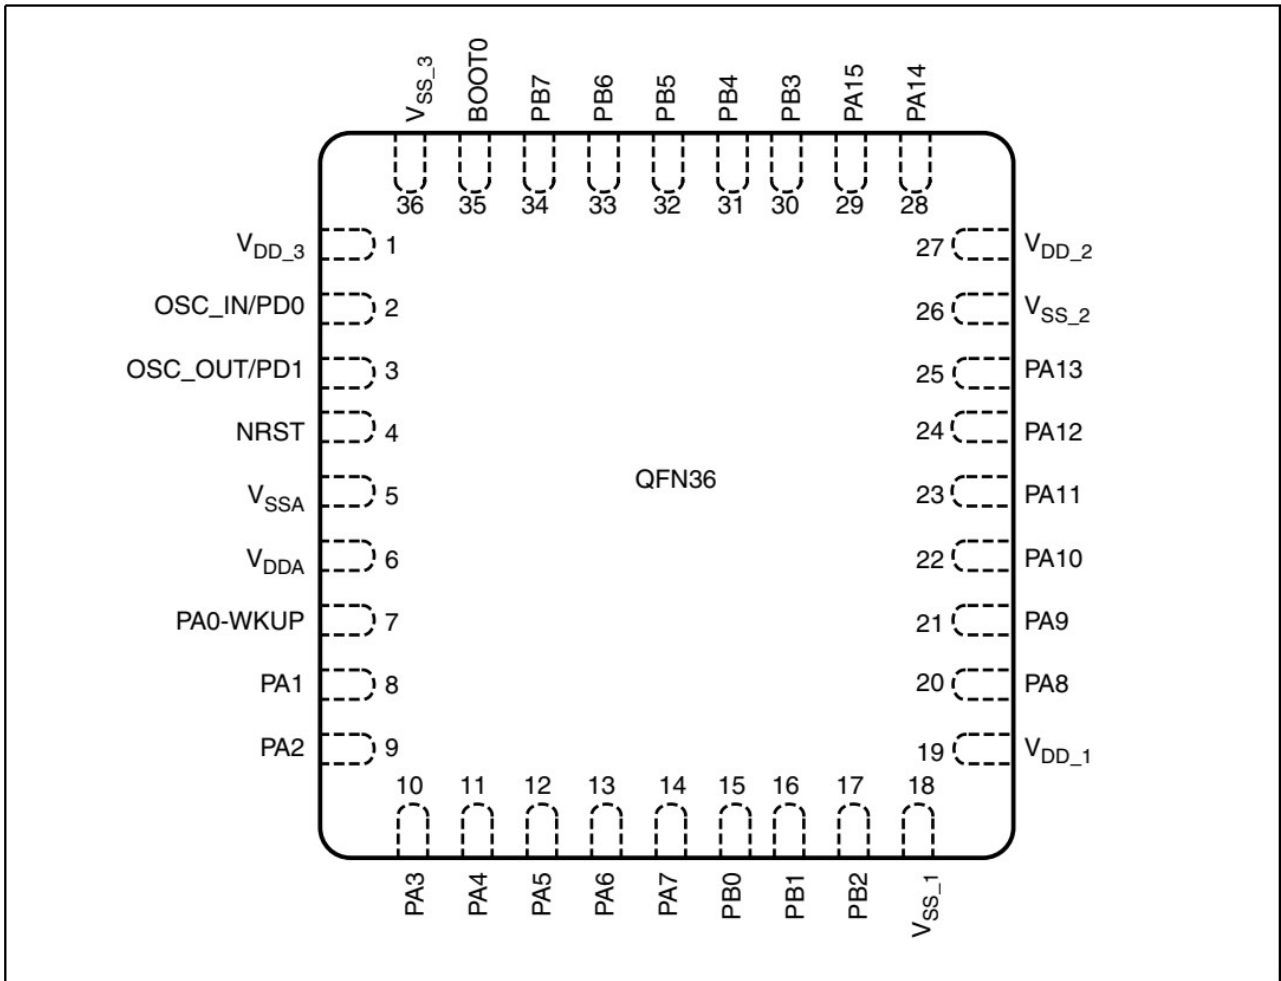 VSS_3
BOOT0
PB7
PB6
PB5
PB4
PB3
PA15
PA14
36 35 34 33 32 31 30 29 28
VDD_3 1 27 VDD_2
OSC_IN/PD0 2 26 VSS_2
OSC_OUT/PD1 3 25 PA13
NRST 4 24 PA12
QFN36
VSSA 5 23 PA11
VDDA 6 22 PA10
PA0-WKUP 7 21 PA9
PA1 8 20 PA8
PA2 9 19 VDD_1
10 11 12 13 14 15 16 17 18
PA3
PA4
PA5
PA6
PA7
PB0
PB1
PB2
VSS_1